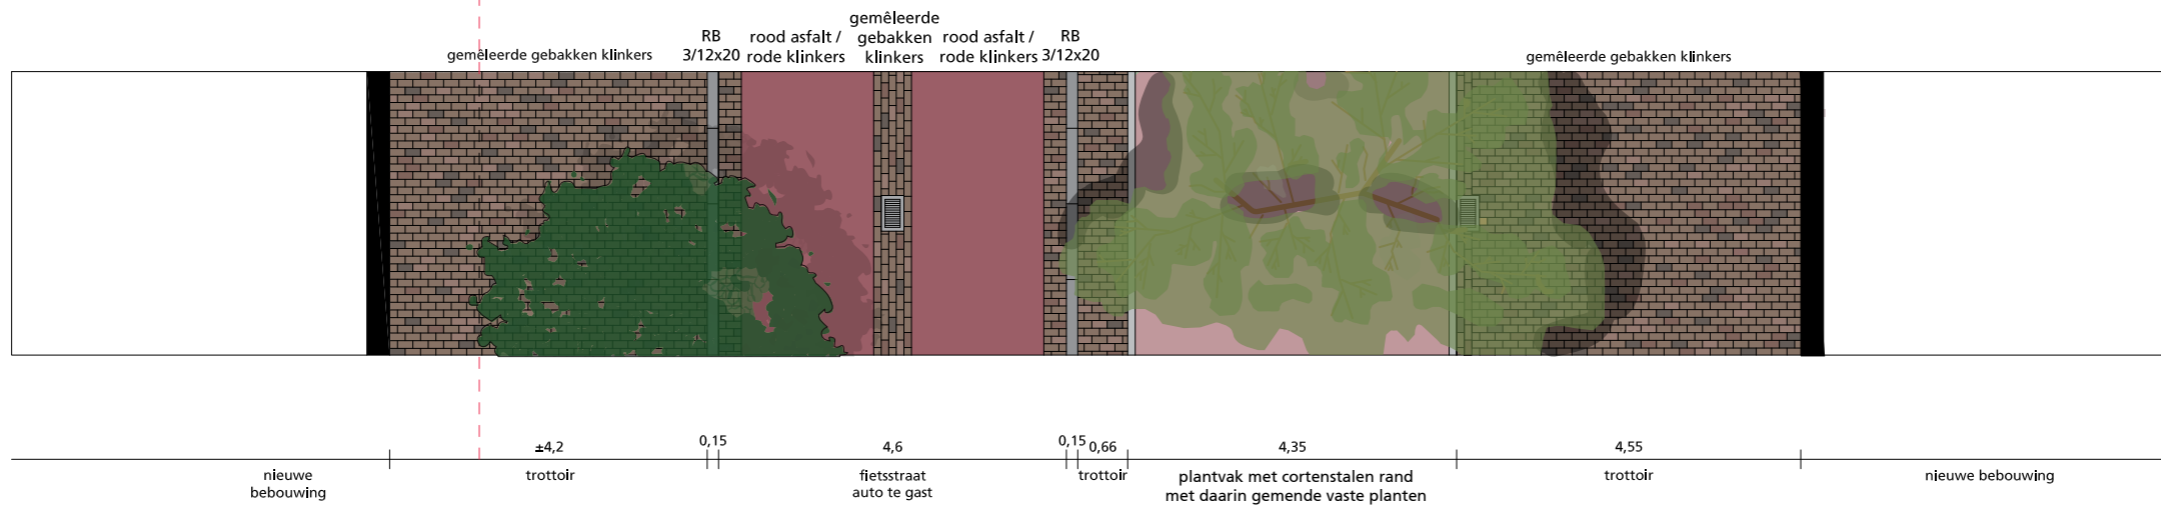 gemêleerde gebakken klinkers
RB
3/12x20
rood asfalt /
rode klinkers
gemêleerde
gebakken
klinkers
rood asfalt /
rode klinkers
RB
3/12x20
gemêleerde gebakken klinkers
±4,2
0,15
4,6
0,15
0,66
4,35
4,55
nieuwe
bebouwing
trottoir
fietsstraat
auto te gast
trottoir
plantvak met cortenstalen rand
met daarin gemende vaste planten
trottoir
nieuwe bebouwing